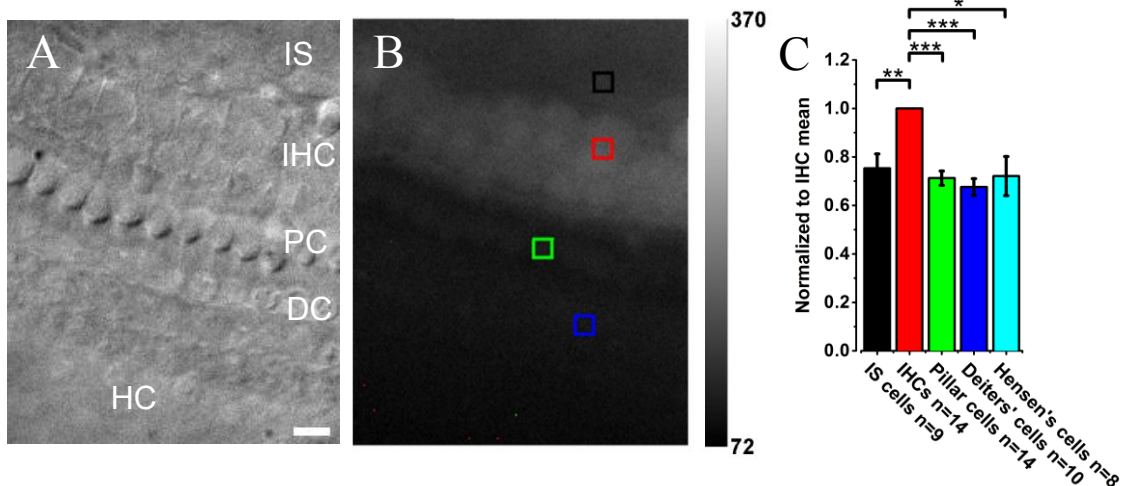 A
IS
IHC
PC
DC
HC
B
370
72
C
*
***
***
**
Normalized to IHC mean
1.2
1.0
0.8
0.6
0.4
0.2
0.0
IS cells n=9
IHCs n=14
Pillar cells n=14
Deiters' cells n=10
Hensen's cells n=8